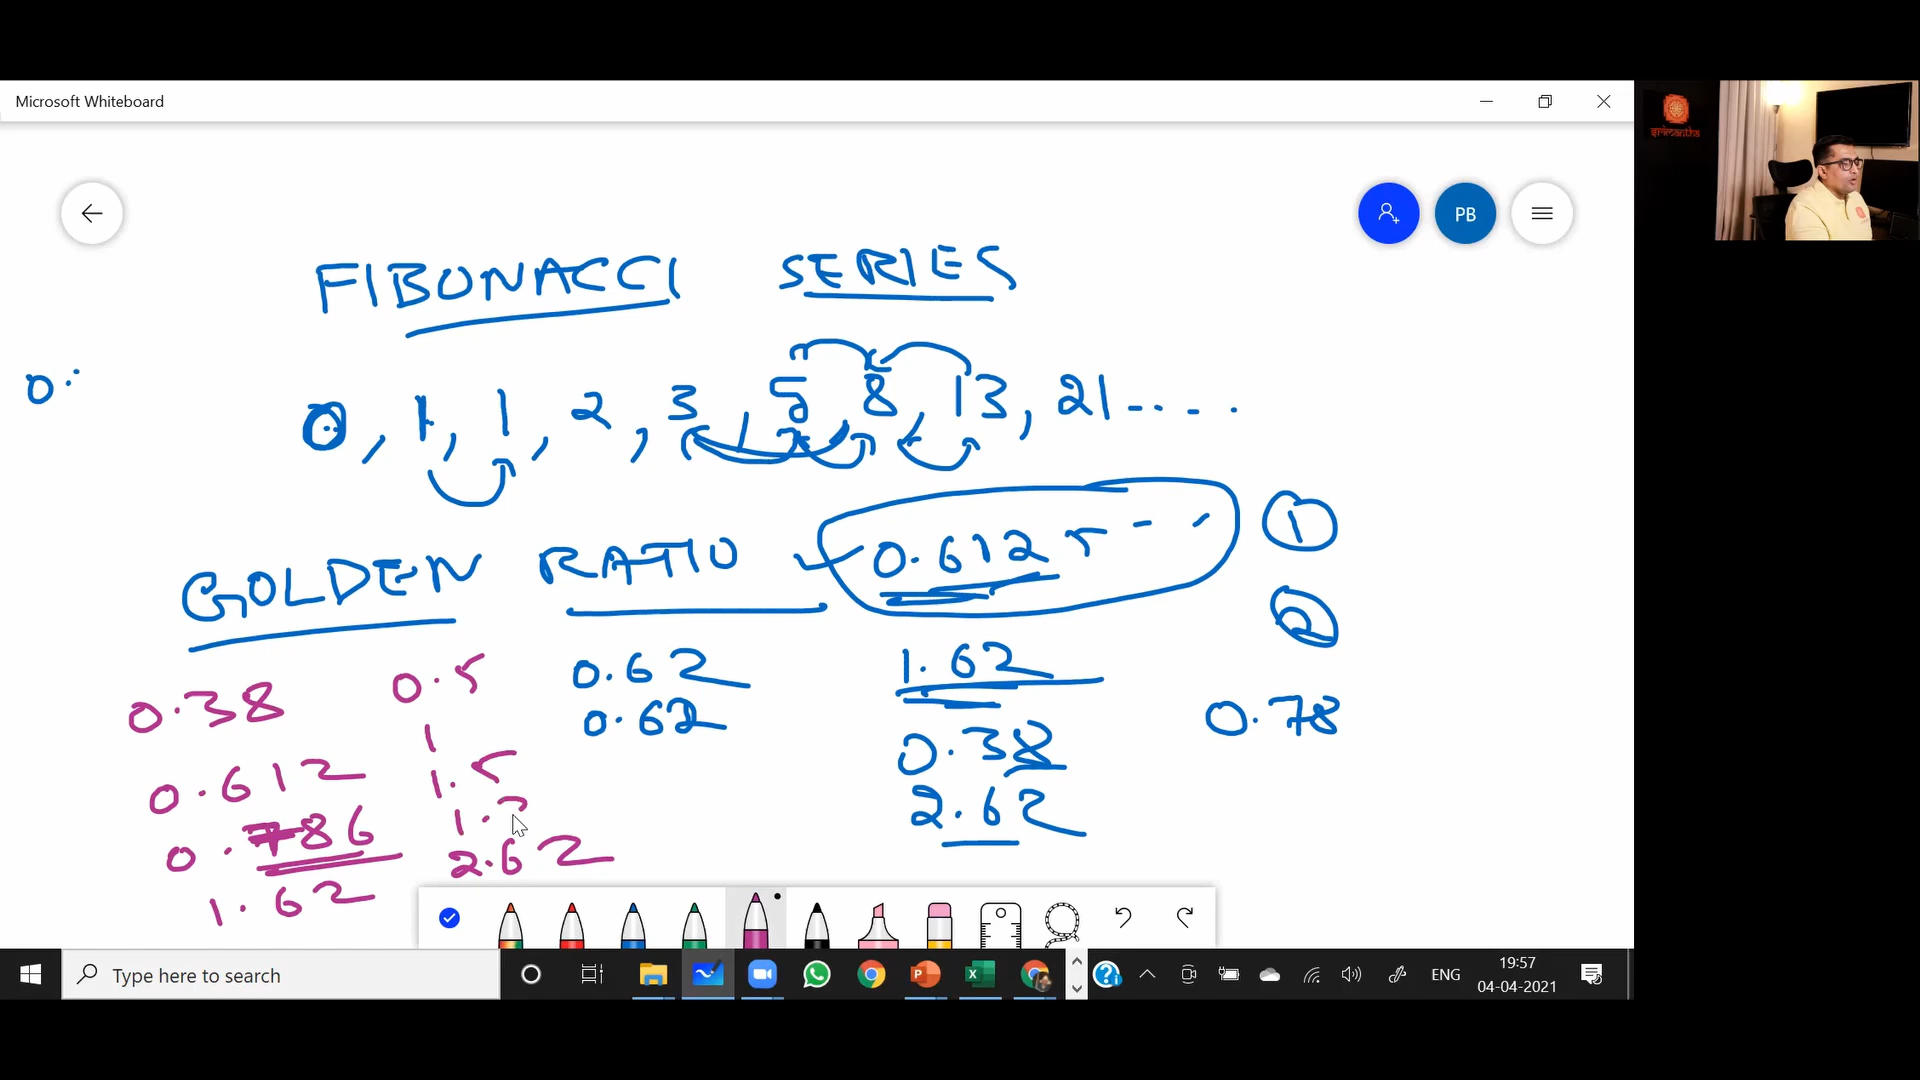 Microsoft Whiteboard
srimantha
PB
FIBONACCI SERIES
0.
0, 1, 1, 2, 3, 5, 8, 13, 21 - - - -
GOLDEN RATIO 0.6125 - -
1
2
0.38 0.5 0.62 1.62
1 0.62 0.38 0.78
0.612 1.5
0.786 1. 2.62
1.62 2.62
Type here to search
ENG
19:57
04-04-2021